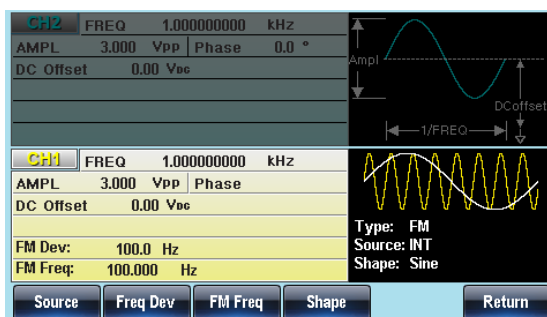 CH2 FREQ 1.000000000 kHz
AMPL 3.000 Vpp Phase 0.0 °
DC Offset 0.00 VDC
Ampl
DCoffset
1/FREQ
CH1 FREQ 1.000000000 kHz
AMPL 3.000 Vpp Phase
DC Offset 0.00 VDC
FM Dev: 100.0 Hz
FM Freq: 100.000 Hz
Type: FM
Source: INT
Shape: Sine
Source Freq Dev FM Freq Shape Return